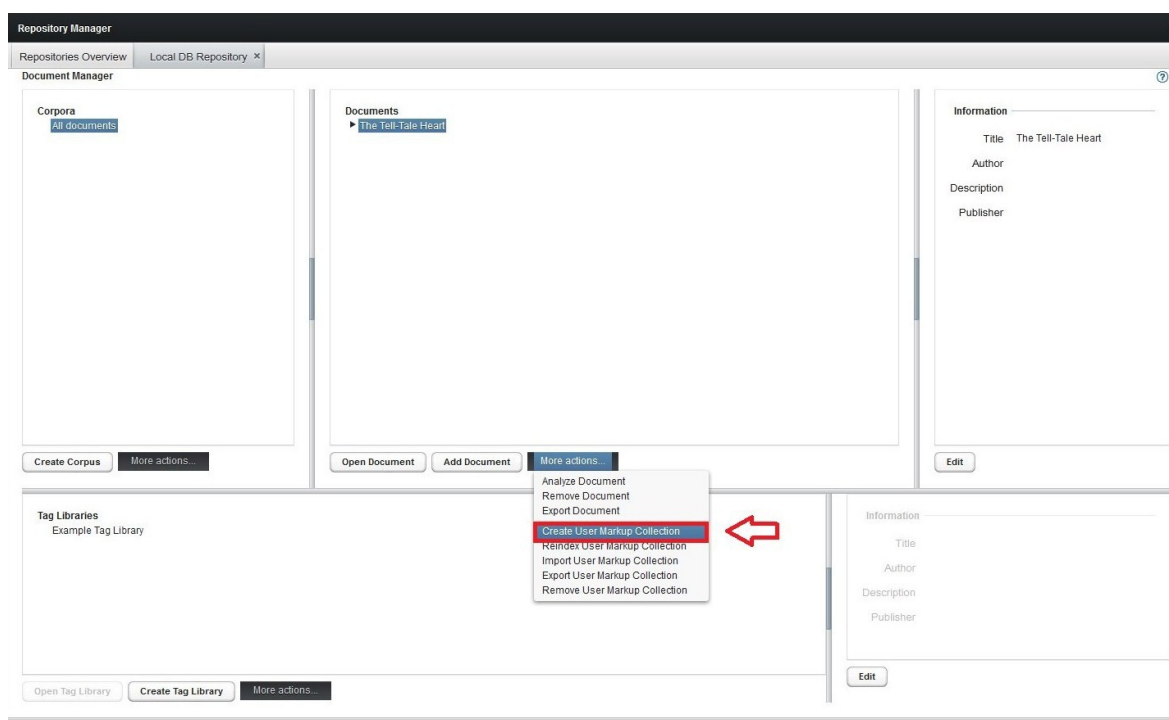 Repository Manager
Repositories Overview
Local DB Repository ×
Document Manager
?
Corpora
All documents
Documents
The Tell-Tale Heart
Information
Title The Tell-Tale Heart
Author
Description
Publisher
Create Corpus
More actions...
Open Document
Add Document
More actions...
Edit
Analyze Document
Remove Document
Export Document
Create User Markup Collection
Reindex User Markup Collection
Import User Markup Collection
Export User Markup Collection
Remove User Markup Collection
Tag Libraries
Example Tag Library
Information
Title
Author
Description
Publisher
Open Tag Library
Create Tag Library
More actions...
Edit